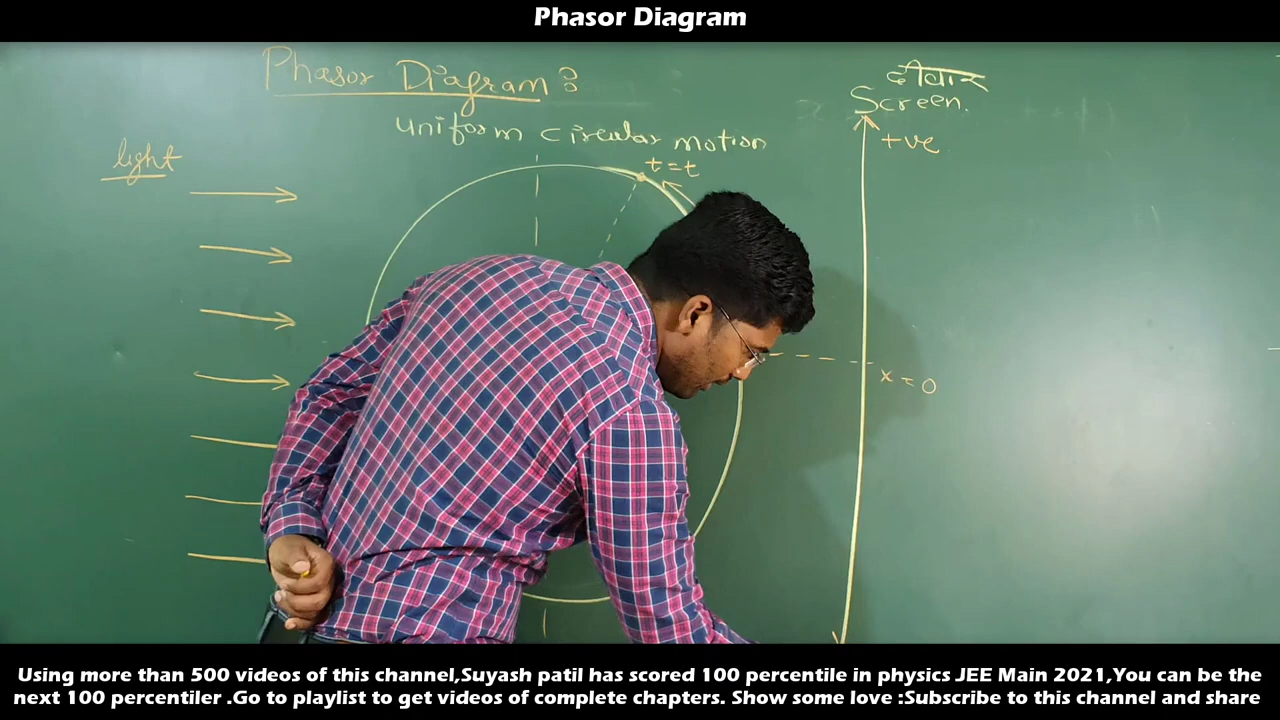 Phasor Diagram
Phasor Diagram :
दीवार
Screen.
uniform circular motion
+ve
light
t = t
x = 0
Using more than 500 videos of this channel,Suyash patil has scored 100 percentile in physics JEE Main 2021,You can be the
next 100 percentiler .Go to playlist to get videos of complete chapters. Show some love :Subscribe to this channel and share